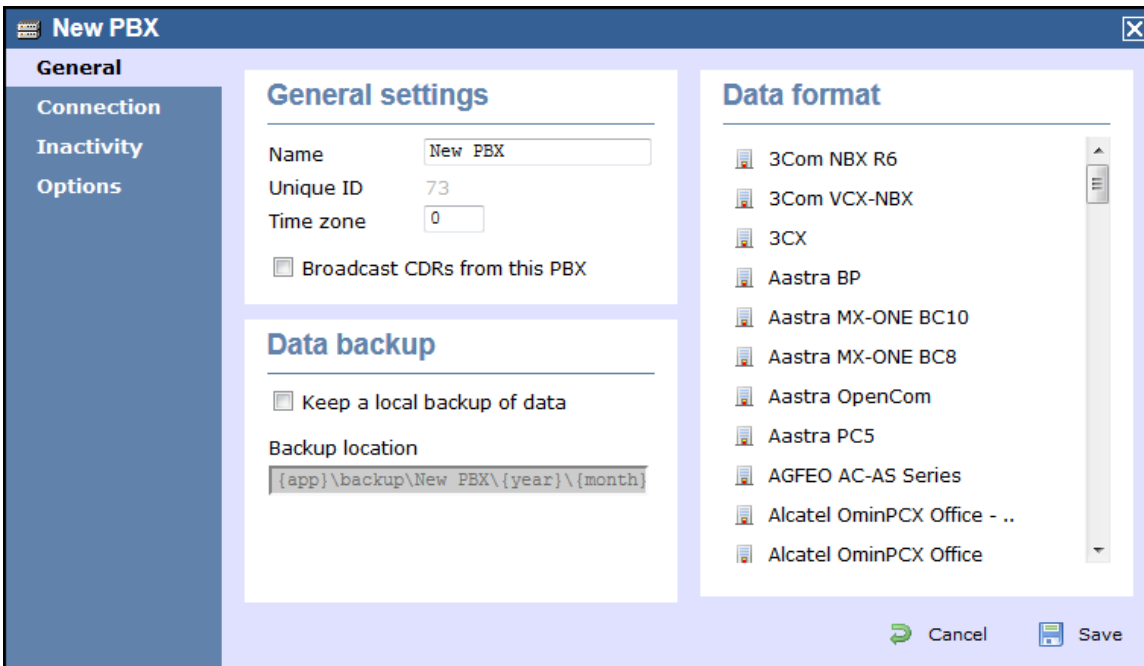 New PBX
General
Connection
Inactivity
Options
General settings
Name New PBX
Unique ID 73
Time zone 0
Broadcast CDRs from this PBX
Data backup
Keep a local backup of data
Backup location
{app}\backup\New PBX\{year}\{month}
Data format
3Com NBX R6
3Com VCX-NBX
3CX
Aastra BP
Aastra MX-ONE BC10
Aastra MX-ONE BC8
Aastra OpenCom
Aastra PC5
AGFEO AC-AS Series
Alcatel OminPCX Office - ..
Alcatel OminPCX Office
Cancel Save